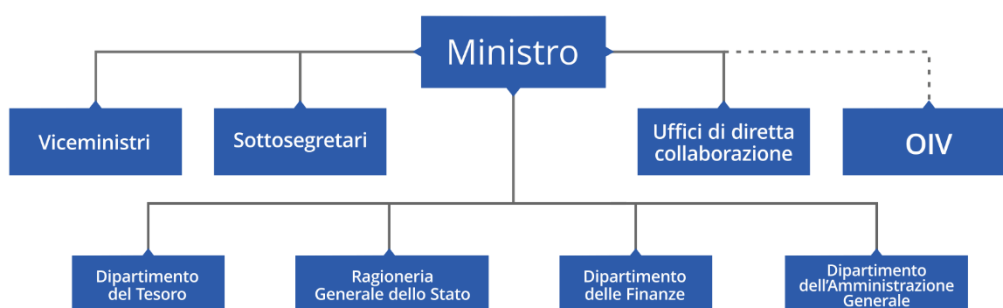 Ministro
Viceministri
Sottosegretari
Uffici di diretta
collaborazione
OIV
Dipartimento
del Tesoro
Ragioneria
Generale dello Stato
Dipartimento
delle Finanze
Dipartimento
dell'Amministrazione
Generale